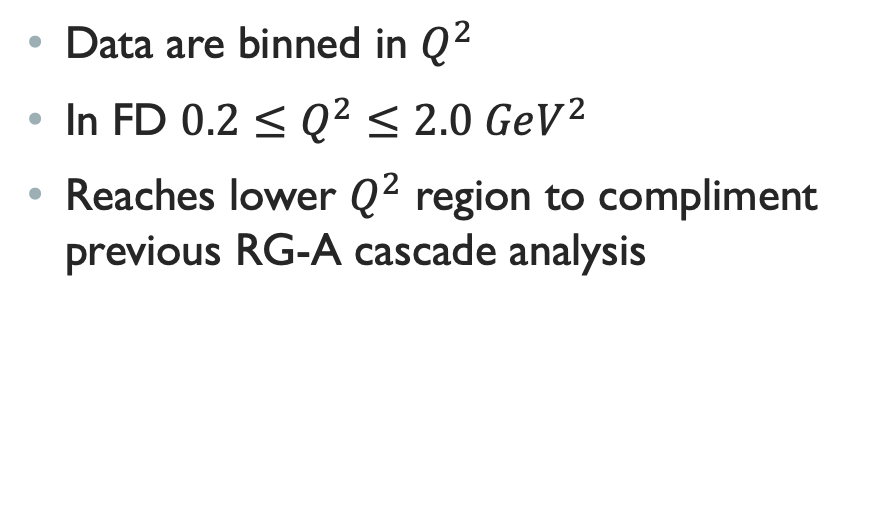 • Data are binned in Q²
• In FD 0.2 ≤ Q² ≤ 2.0 GeV²
• Reaches lower Q² region to compliment
previous RG-A cascade analysis